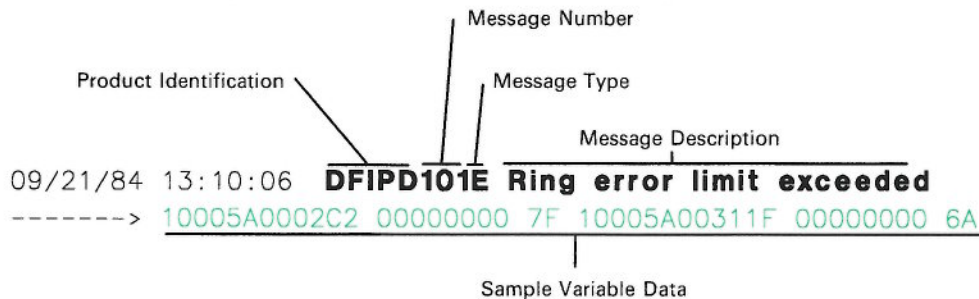 Message Number
Product Identification
Message Type
Message Description
09/21/84 13:10:06 DFIPD101E Ring error limit exceeded
-------> 10005A0002C2 00000000 7F 10005A00311F 00000000 6A
Sample Variable Data